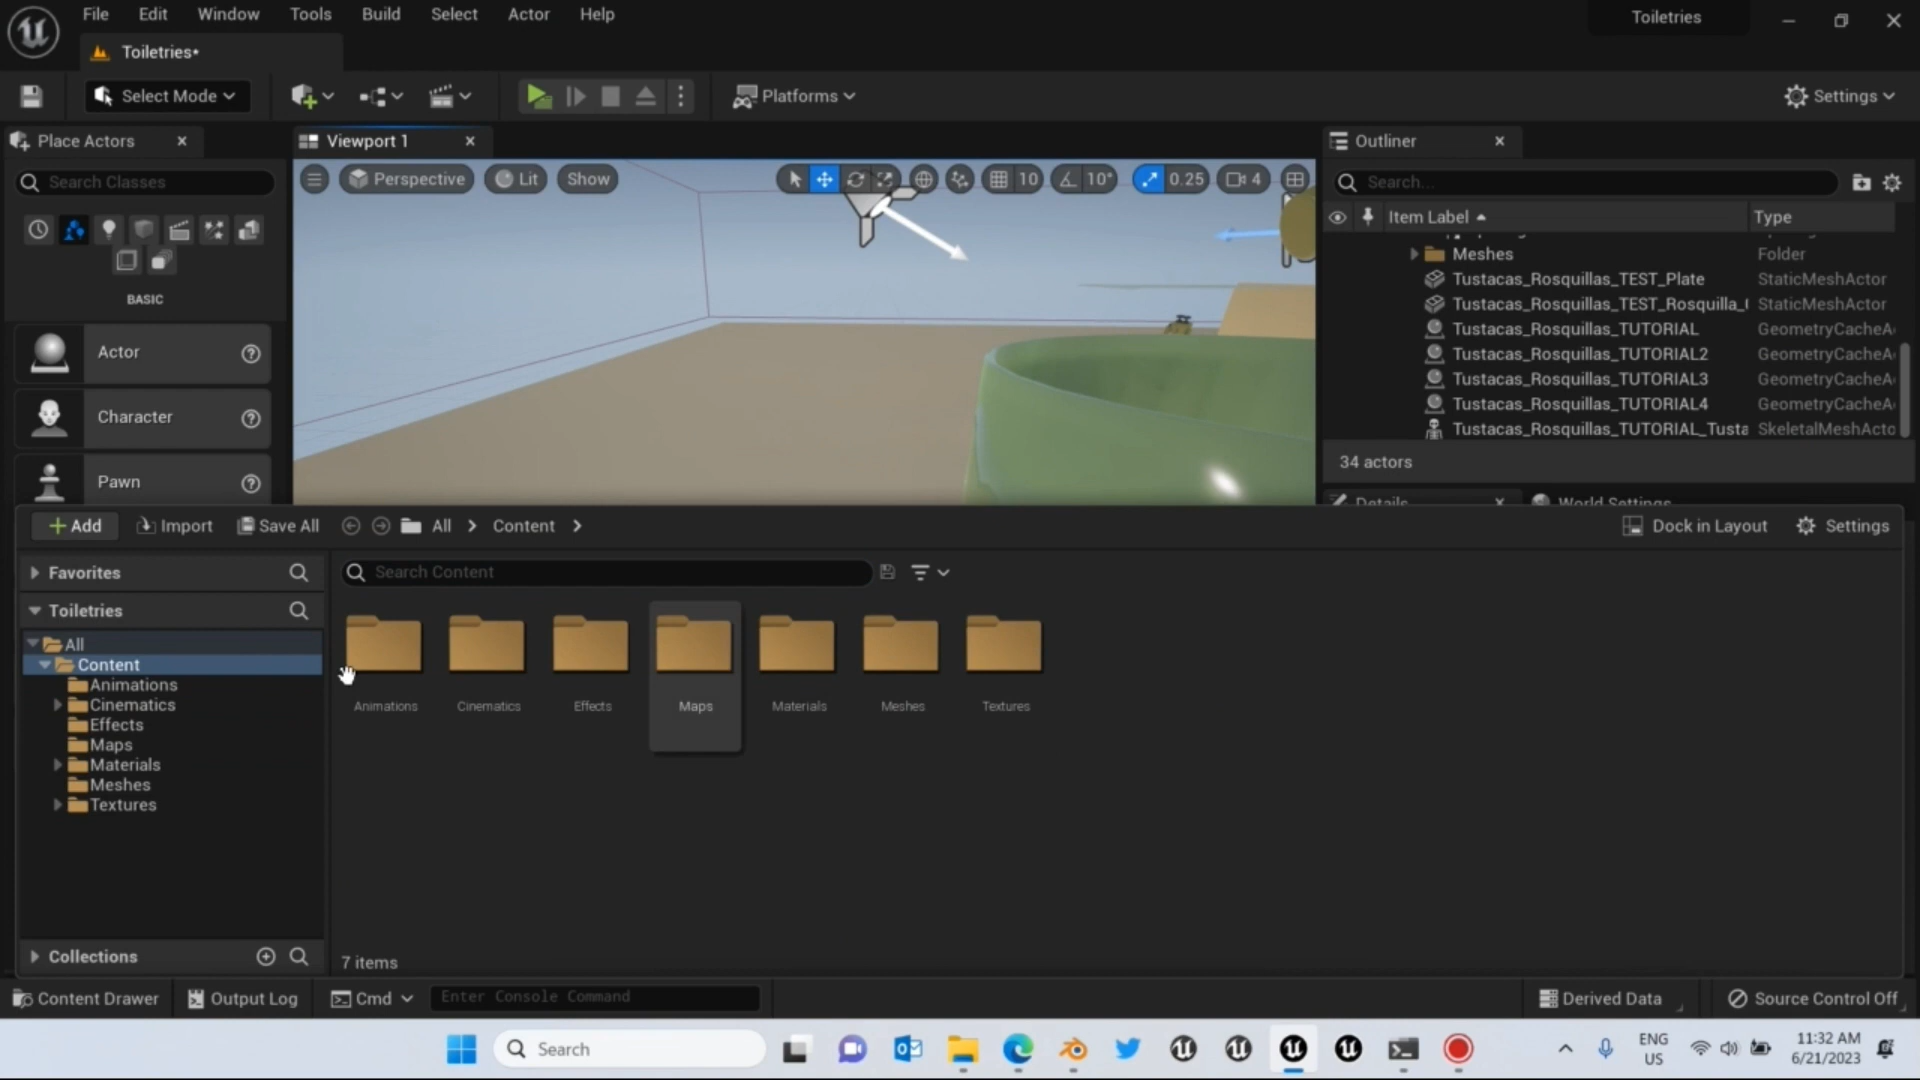 File Edit Window Tools Build Select Actor Help
Toiletries
Toiletries•
Select Mode
Platforms
Settings
Place Actors
Viewport 1
Outliner
Search Classes
Perspective
Lit
Show
10
10°
0.25
4
Search...
Item Label
Type
Meshes
Folder
Tustacas_Rosquillas_TEST_Plate
StaticMeshActor
Tustacas_Rosquillas_TEST_Rosquilla_
StaticMeshActor
Tustacas_Rosquillas_TUTORIAL
GeometryCacheA
Tustacas_Rosquillas_TUTORIAL2
GeometryCacheA
Tustacas_Rosquillas_TUTORIAL3
GeometryCacheA
Tustacas_Rosquillas_TUTORIAL4
GeometryCacheA
Tustacas_Rosquillas_TUTORIAL_Tusta
SkeletalMeshActo
34 actors
Details
World Settings
BASIC
Actor
Character
Pawn
Add
Import
Save All
All
Content
Dock in Layout
Settings
Favorites
Search Content
Toiletries
All
Content
Animations
Cinematics
Effects
Maps
Materials
Meshes
Textures
Animations
Cinematics
Effects
Maps
Materials
Meshes
Textures
Collections
7 items
Content Drawer
Output Log
Cmd
Enter Console Command
Derived Data
Source Control Off
Search
ENG
US
11:32 AM
6/21/2023